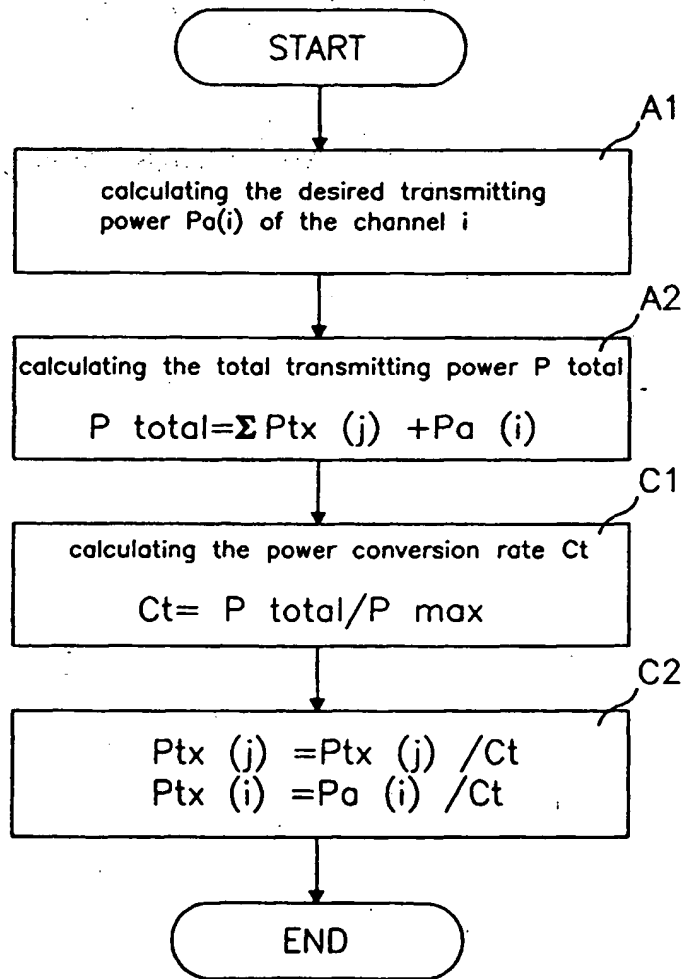 START
A1
calculating the desired transmitting
power Pa(i) of the channel i
A2
calculating the total transmitting power P total
P total=Σ Ptx (j) +Pa (i)
C1
calculating the power conversion rate Ct
Ct= P total/P max
C2
Ptx (j) =Ptx (j) /Ct
Ptx (i) =Pa (i) /Ct
END